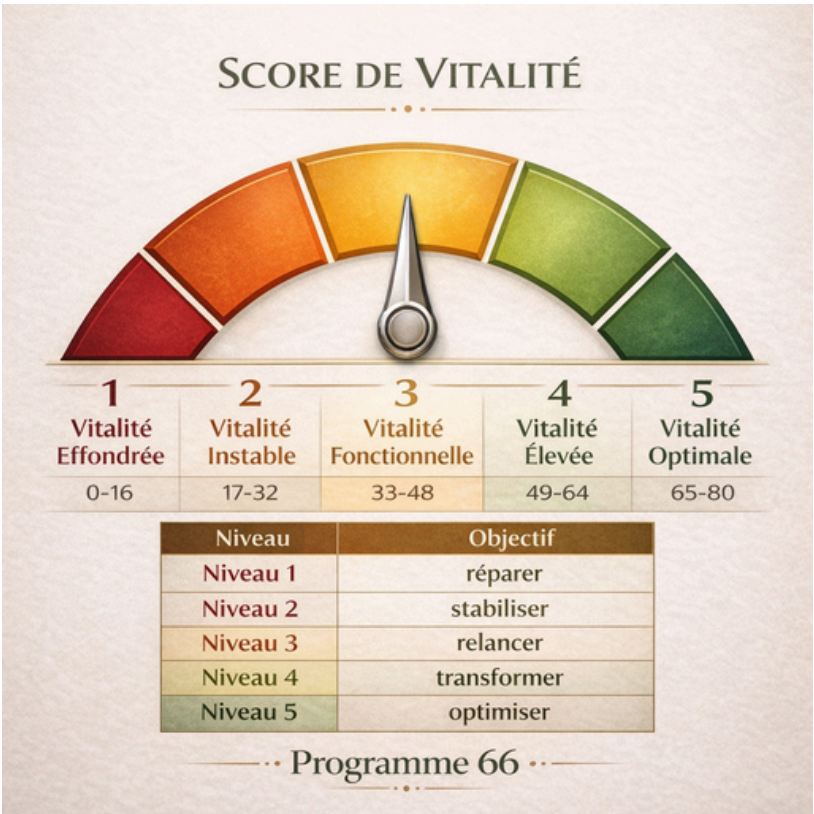 Score de Vitalité
1 2 3 4 5
Vitalité Effondrée
Vitalité Instable
Vitalité Fonctionnelle
Vitalité Élevée
Vitalité Optimale
0-16 17-32 33-48 49-64 65-80
Niveau Objectif
Niveau 1 réparer
Niveau 2 stabiliser
Niveau 3 relancer
Niveau 4 transformer
Niveau 5 optimiser
Programme 66